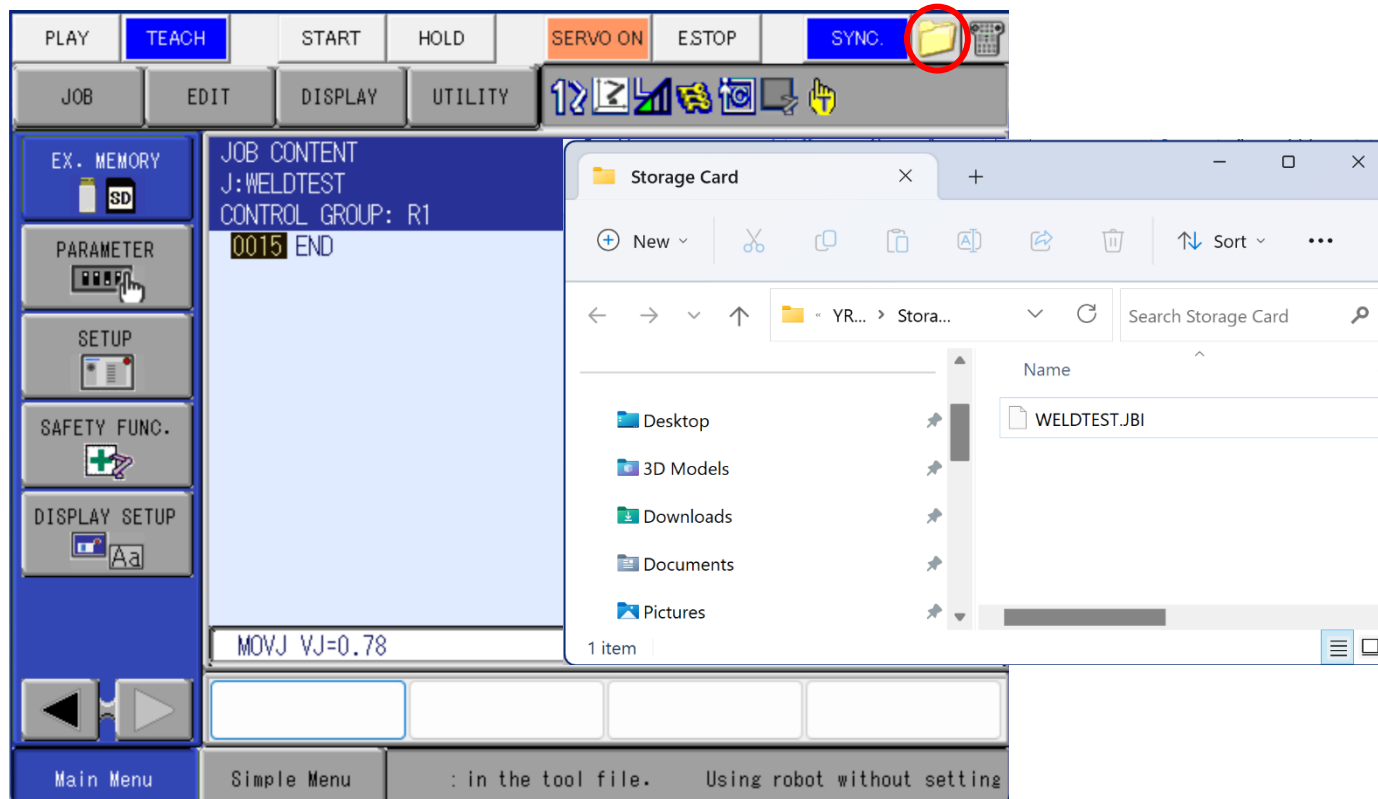 PLAY TEACH START HOLD SERVO ON E.STOP SYNC.
JOB EDIT DISPLAY UTILITY
EX. MEMORY
SD
PARAMETER
SETUP
SAFETY FUNC.
DISPLAY SETUP
Aa
JOB CONTENT
J:WELDTEST
CONTROL GROUP: R1
0015 END
MOVJ VJ=0.78
Storage Card
New
Sort
« YR... > Stora...
Search Storage Card
Name
Desktop
3D Models
Downloads
Documents
Pictures
WELDTEST.JBI
1 item
Main Menu Simple Menu : in the tool file. Using robot without setting